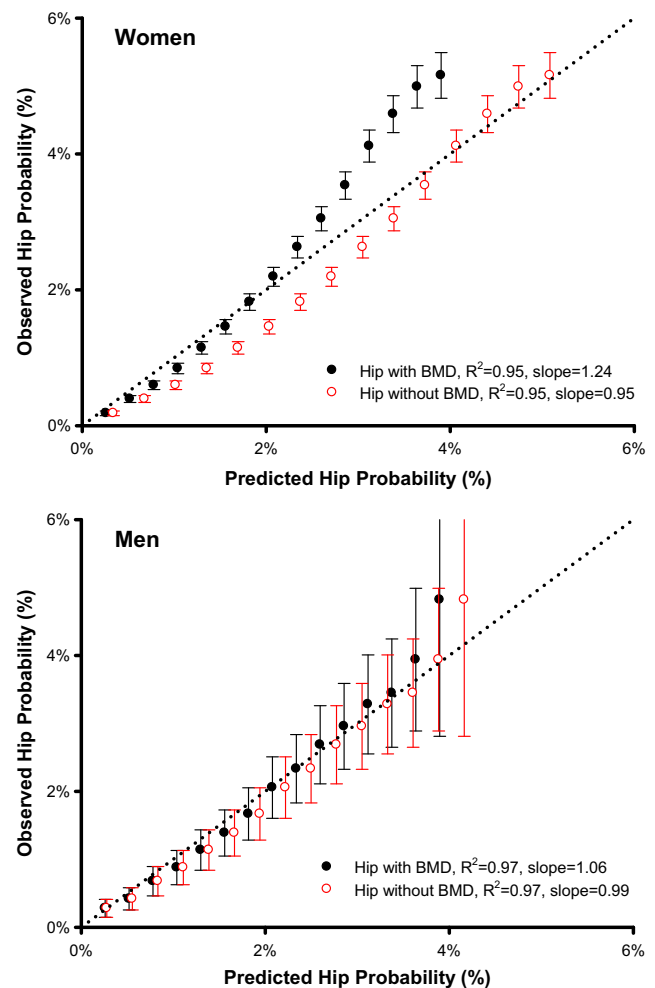 Women
6%
4%
2%
0%
Observed Hip Probability (%)
Hip with BMD, R²=0.95, slope=1.24
Hip without BMD, R²=0.95, slope=0.95
0%
2%
4%
6%
Predicted Hip Probability (%)
Men
6%
4%
2%
0%
Observed Hip Probability (%)
Hip with BMD, R²=0.97, slope=1.06
Hip without BMD, R²=0.97, slope=0.99
0%
2%
4%
6%
Predicted Hip Probability (%)